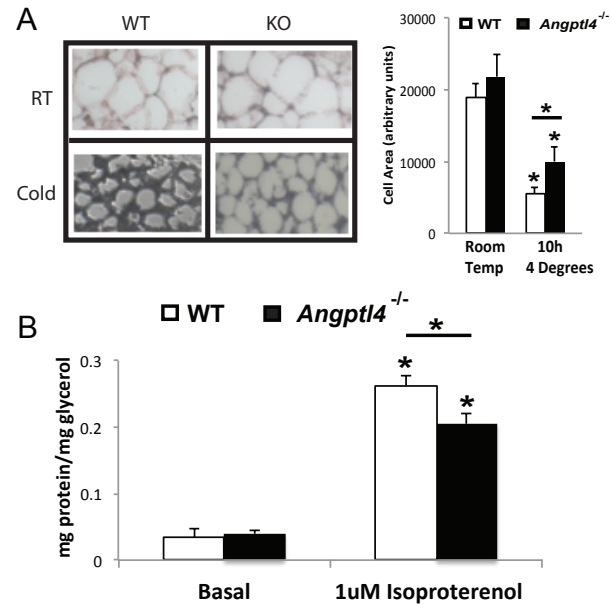 A
WT
KO
RT
Cold
WT
Angptl4 -/-
Cell Area (arbitrary units)
30000
20000
10000
0
*
*
*
Room
Temp
10h
4 Degrees
B
WT
Angptl4 -/-
mg protein/mg glycerol
0.3
0.2
0.1
0
*
*
*
Basal
1uM Isoproterenol